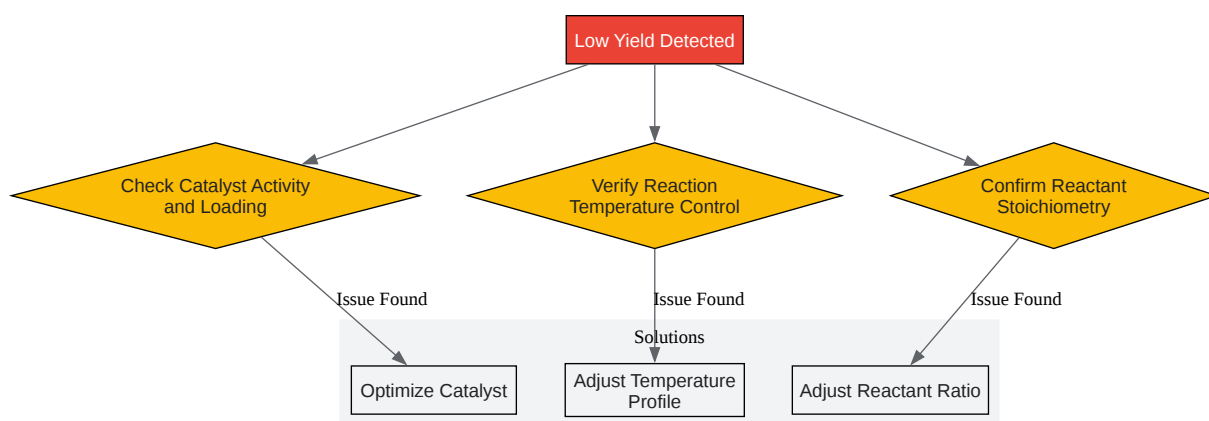 Low Yield Detected
Check Catalyst Activity
and Loading
Verify Reaction
Temperature Control
Confirm Reactant
Stoichiometry
Issue Found
Issue Found
Issue Found
Solutions
Optimize Catalyst
Adjust Temperature
Profile
Adjust Reactant Ratio